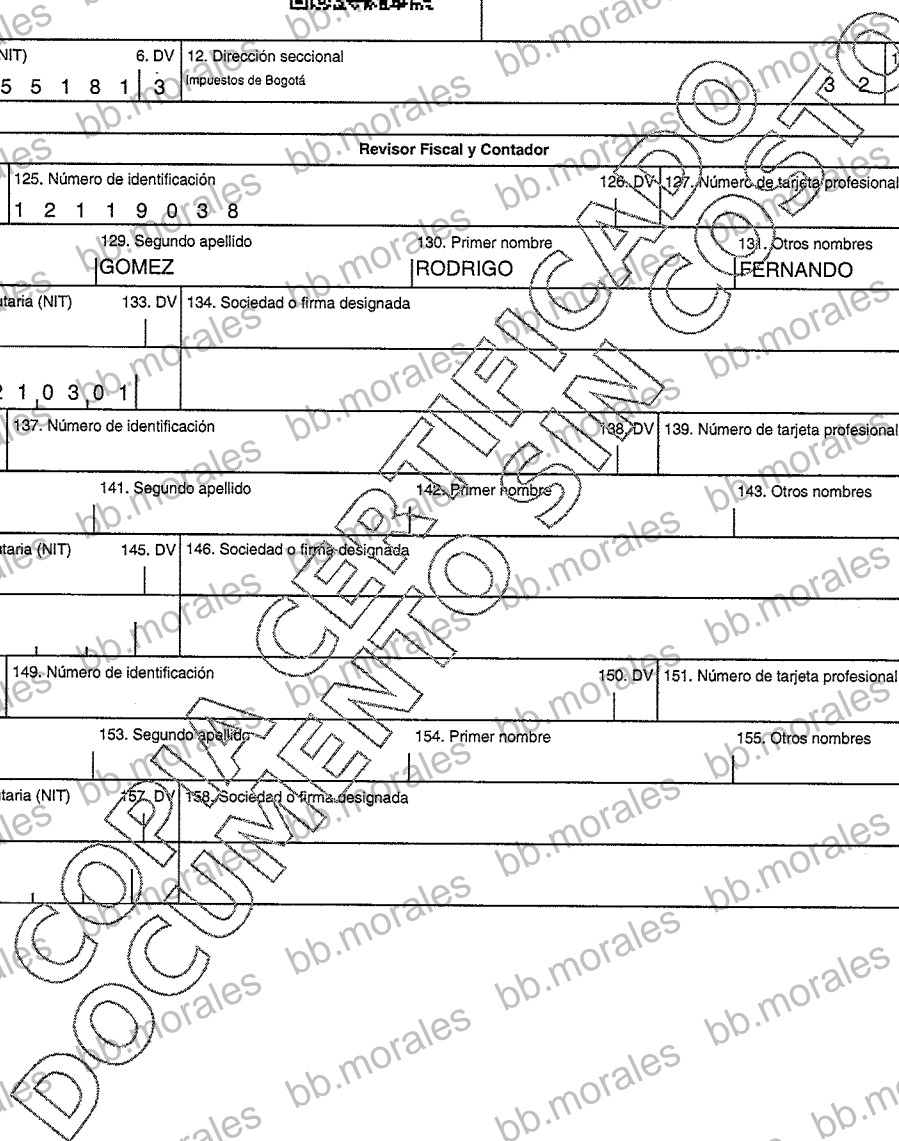 NIT) 6. DV 12. Dirección seccional
5 5 1 8 1 3 Impuestos de Bogotá 3 2
Revisor Fiscal y Contador
125. Número de identificación 126. DV 127. Número de tarjeta profesional
1 2 1 1 9 0 3 8
129. Segundo apellido 130. Primer nombre 131. Otros nombres
GOMEZ RODRIGO FERNANDO
utaria (NIT) 133. DV 134. Sociedad o firma designada
2 1 0 3 0 1
137. Número de identificación 138. DV 139. Número de tarjeta profesional
141. Segundo apellido 142. Primer nombre 143. Otros nombres
utaria (NIT) 145. DV 146. Sociedad o firma designada
149. Número de identificación 150. DV 151. Número de tarjeta profesional
153. Segundo apellido 154. Primer nombre 155. Otros nombres
utaria (NIT) 157. DV 158. Sociedad o firma designada
COPIA CERTIFICADO
DOCUMENTO SIN COSTO
bb.morales